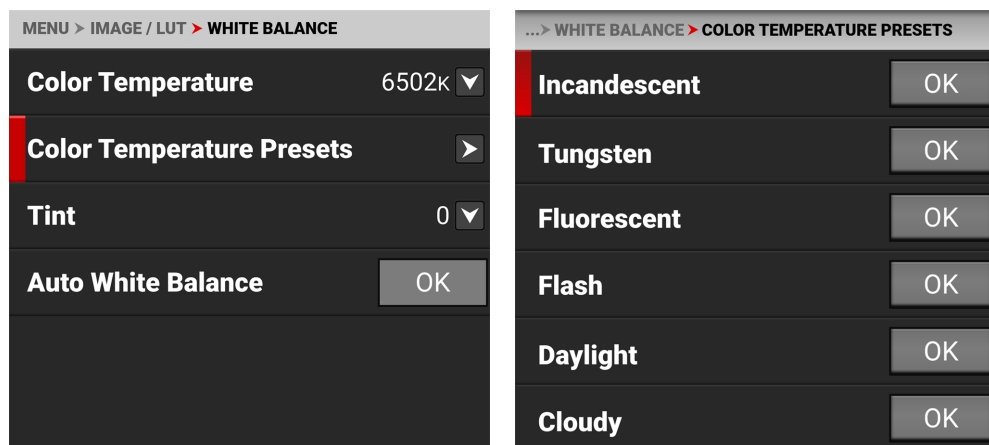 MENU ➤ IMAGE / LUT ➤ WHITE BALANCE
Color Temperature 6502K
Color Temperature Presets
Tint 0
Auto White Balance OK
...➤ WHITE BALANCE ➤ COLOR TEMPERATURE PRESETS
Incandescent OK
Tungsten OK
Fluorescent OK
Flash OK
Daylight OK
Cloudy OK